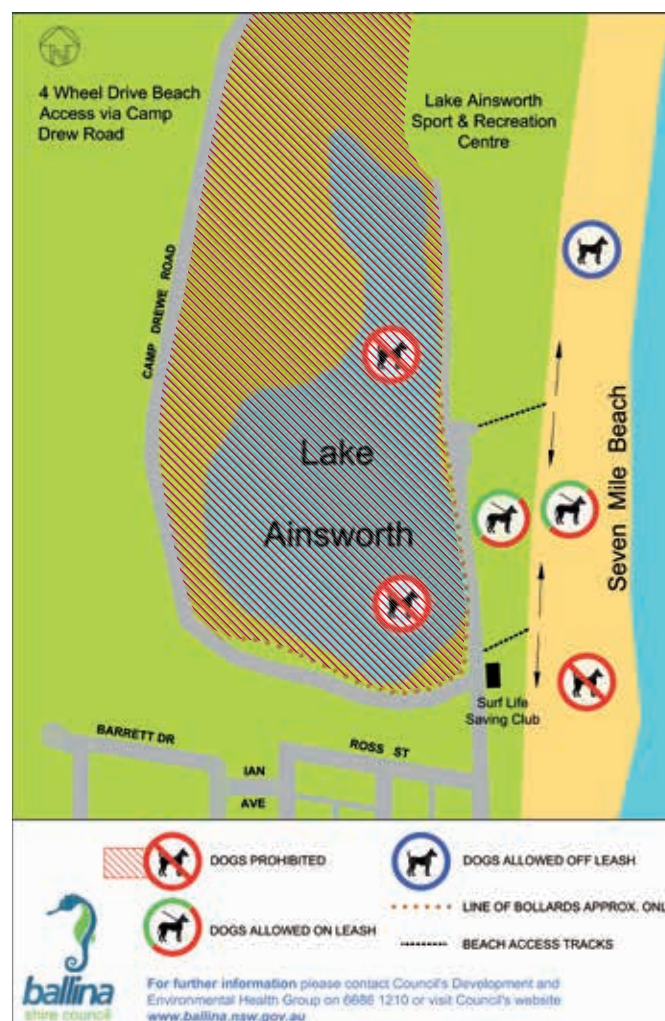 4 Wheel Drive Beach
Access via Camp
Drew Road
Lake Ainsworth
Sport & Recreation
Centre
CAMP DREWE ROAD
Lake
Ainsworth
Seven Mile Beach
Surf Life
Saving Club
BARRETT DR
ROSS ST
IAN
AVE
DOGS PROHIBITED
DOGS ALLOWED OFF LEASH
LINE OF BOLLARDS APPROX. ONL
DOGS ALLOWED ON LEASH
BEACH ACCESS TRACKS
ballina
shire council
For further information please contact Council's Development and
Environmental Health Group on 6686 1210 or visit Council's website
www.ballina.nsw.gov.au